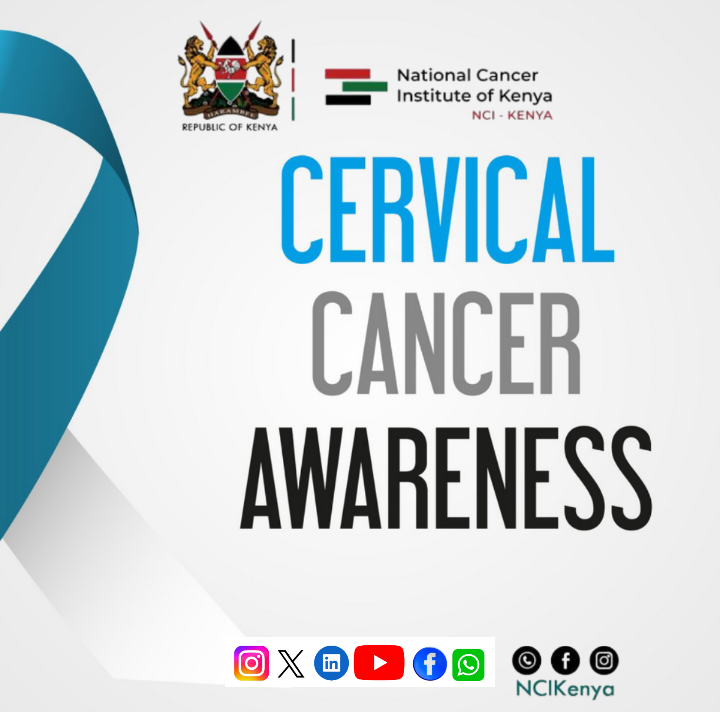 HARAMBEE
REPUBLIC OF KENYA
National Cancer
Institute of Kenya
NCI - KENYA
CERVICAL
CANCER
AWARENESS
NCIKenya